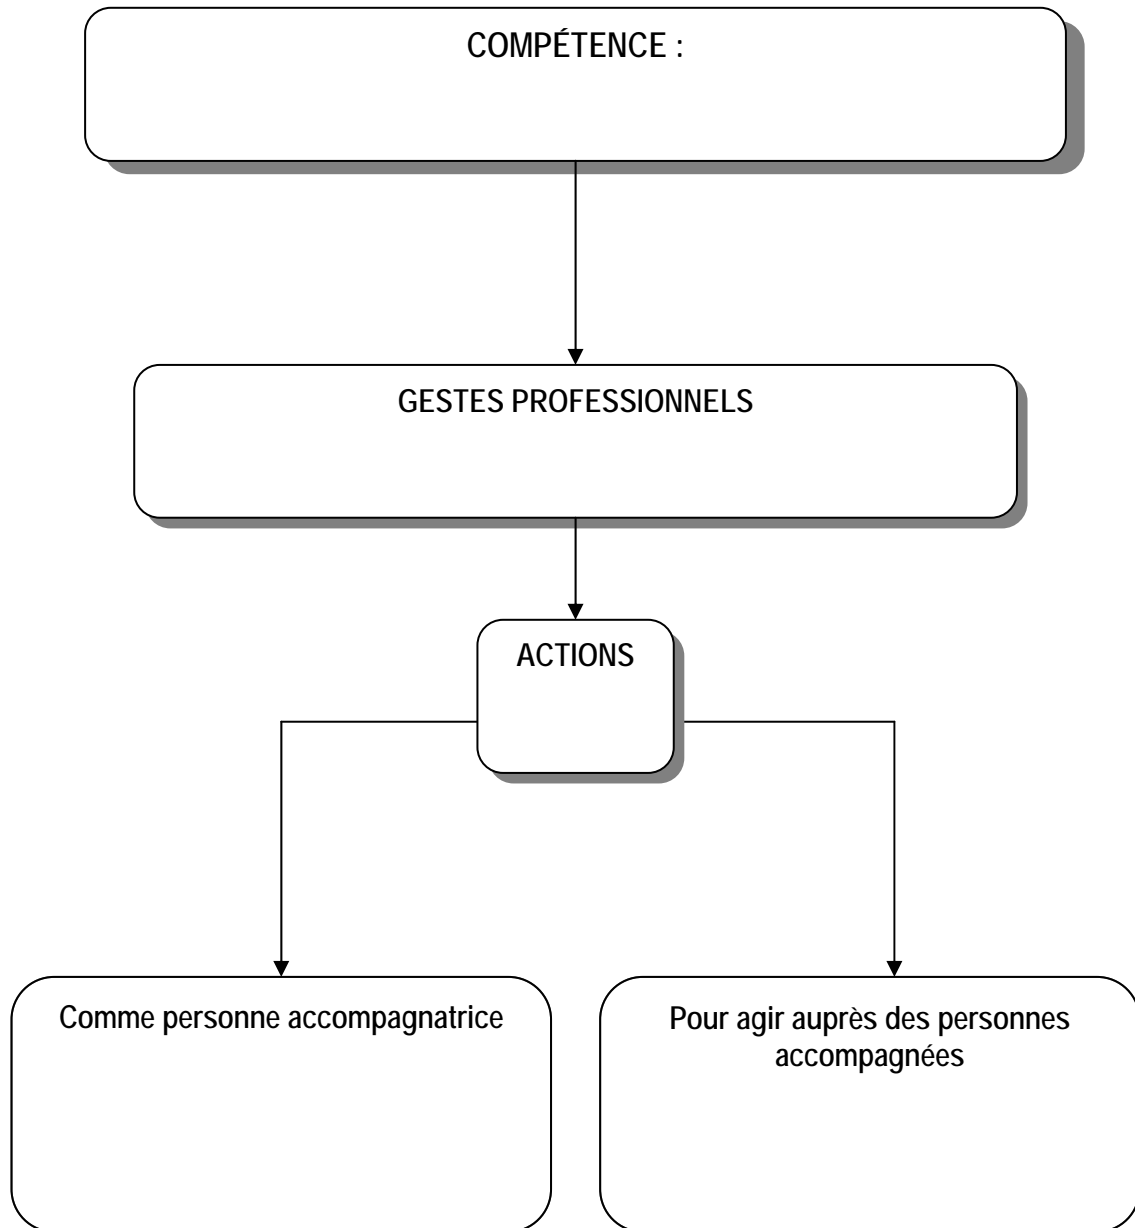 COMPÉTENCE :
GESTES PROFESSIONNELS
ACTIONS
Comme personne accompagnatrice
Pour agir auprès des personnes
accompagnées